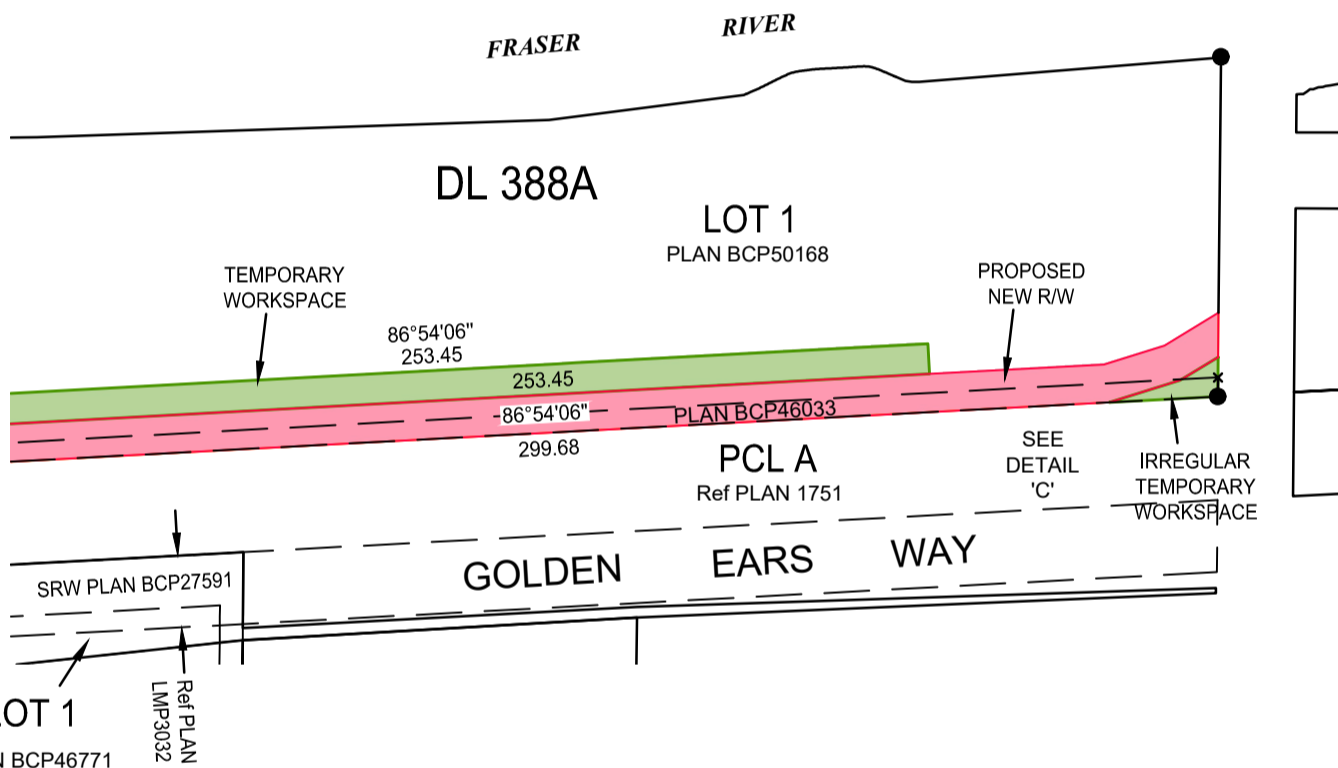 FRASER RIVER
DL 388A
LOT 1
PLAN BCP50168
TEMPORARY
WORKSPACE
PROPOSED
NEW R/W
86°54'06"
253.45
253.45
86°54'06"
PLAN BCP46033
299.68
PCL A
Ref PLAN 1751
SEE
DETAIL
'C'
IRREGULAR
TEMPORARY
WORKSPACE
GOLDEN EARS WAY
SRW PLAN BCP27591
Ref PLAN
LMP3032
OT 1
N BCP46771